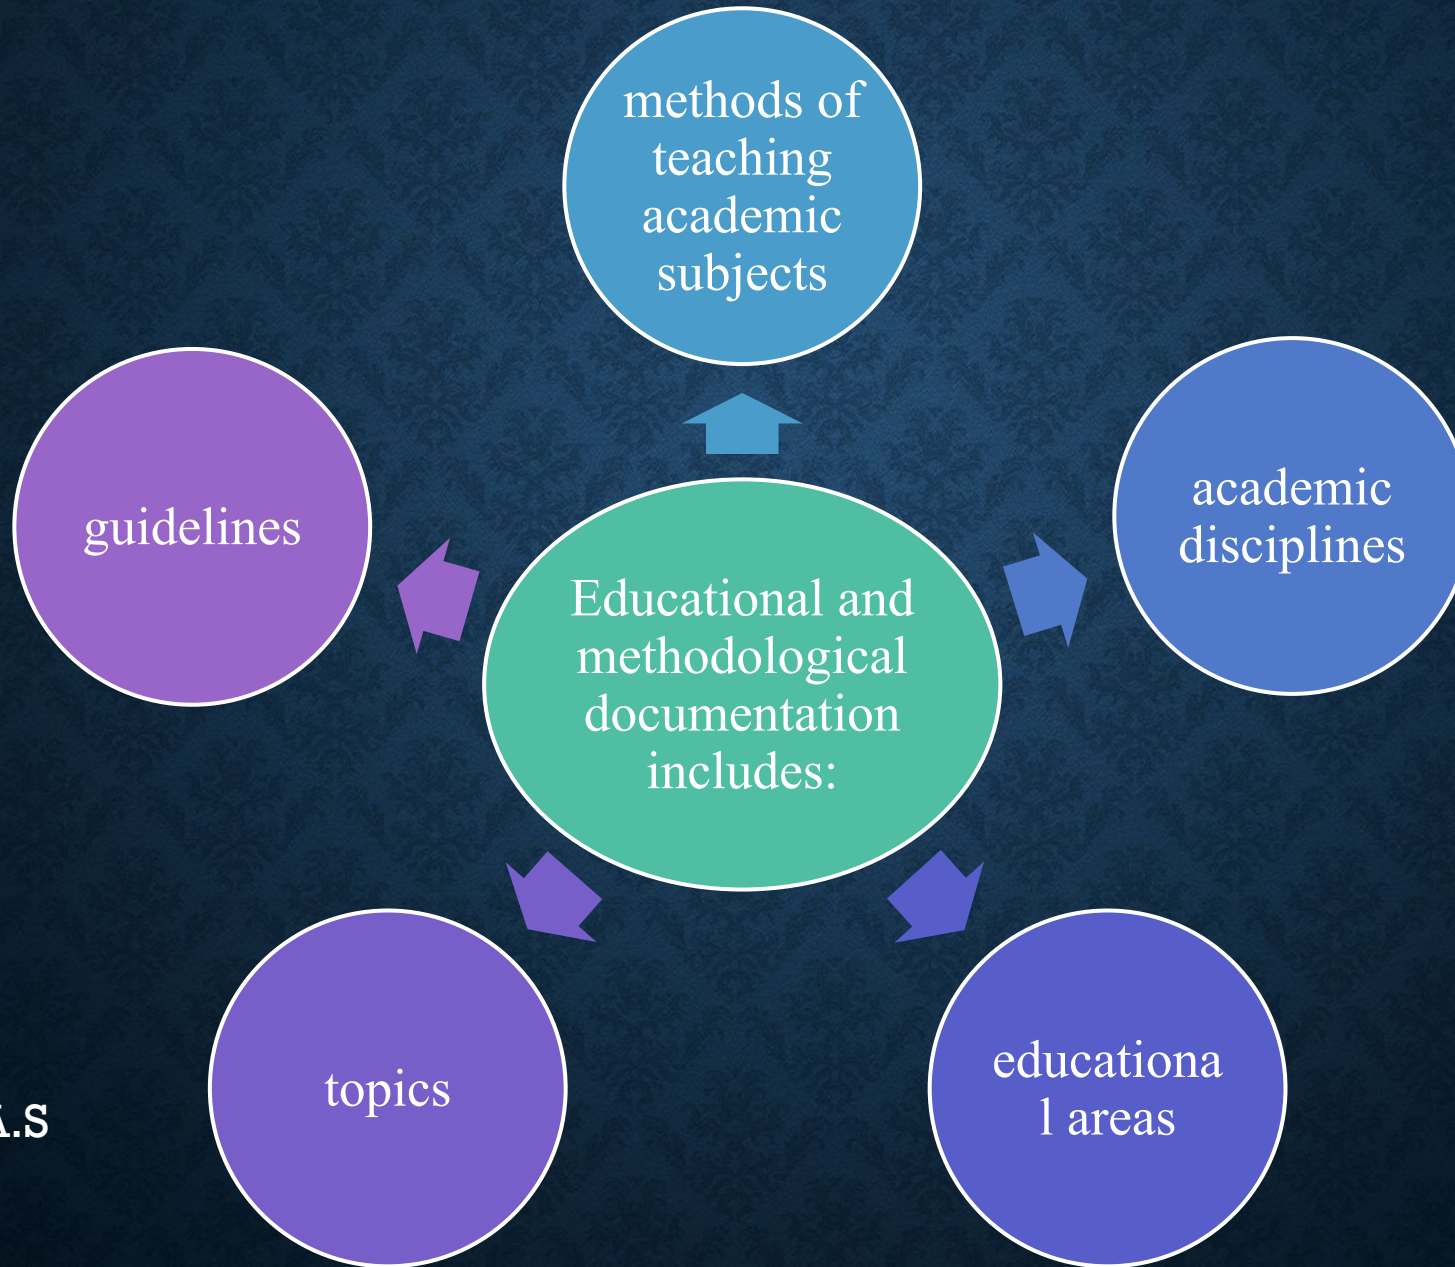 methods of
teaching
academic
subjects
guidelines
academic
disciplines
Educational and
methodological
documentation
includes:
topics
educationa
l areas
A.S